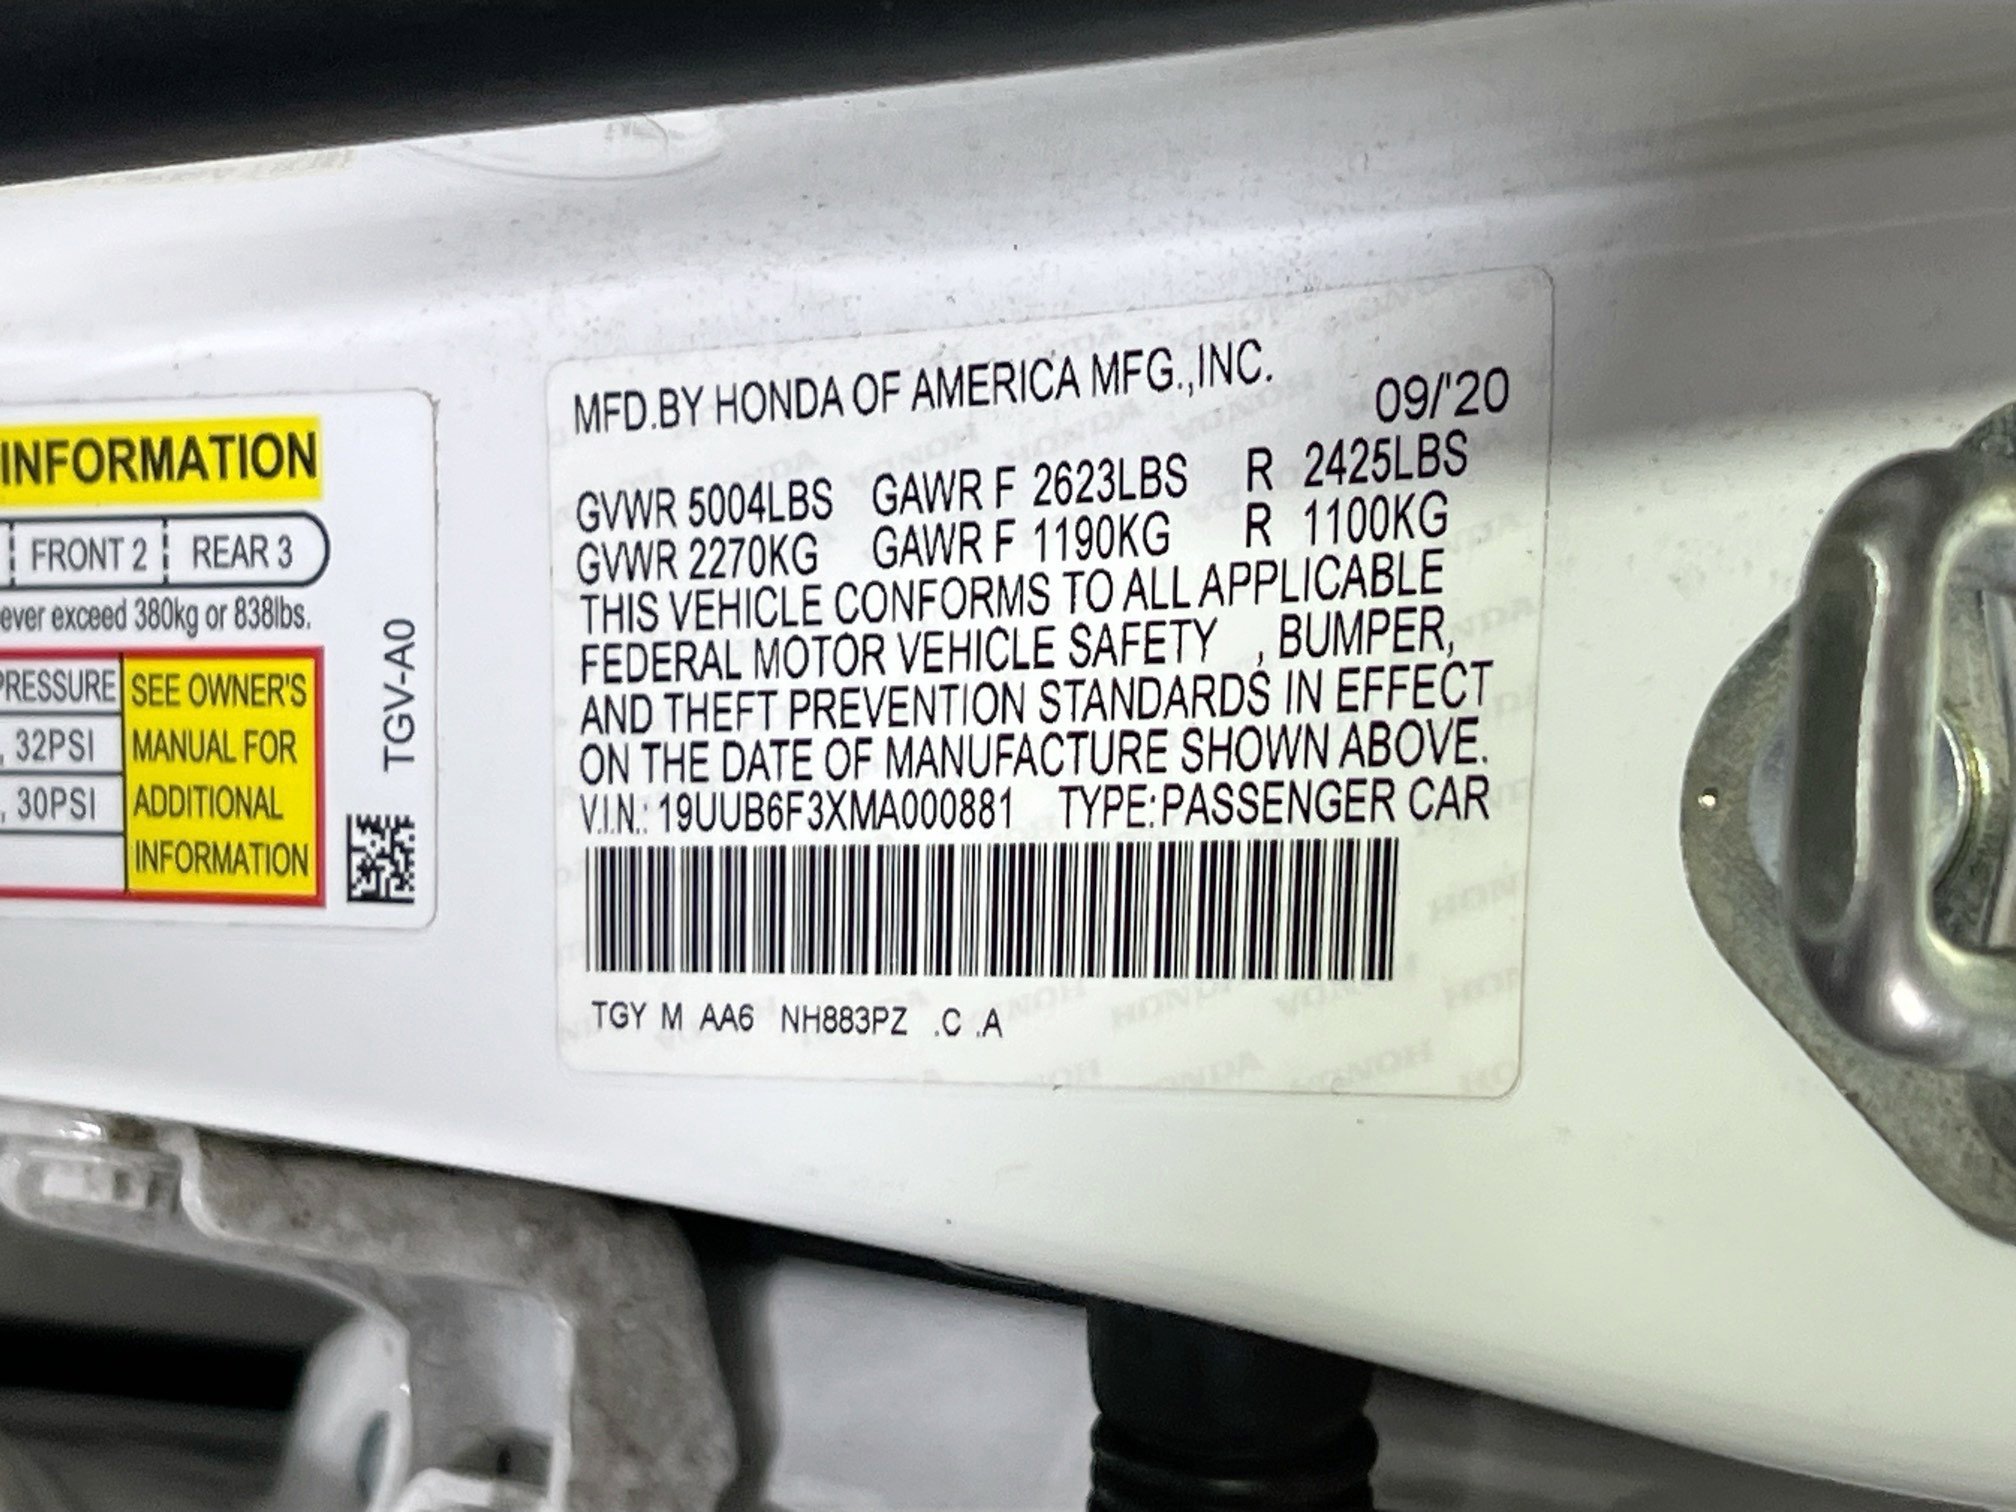 INFORMATION
FRONT 2 REAR 3
ever exceed 380kg or 838lbs.
PRESSURE SEE OWNER'S
, 32PSI MANUAL FOR
, 30PSI ADDITIONAL
INFORMATION
TGV-A0
MFD.BY HONDA OF AMERICA MFG.,INC. 09/'20
GVWR 5004LBS GAWR F 2623LBS R 2425LBS
GVWR 2270KG GAWR F 1190KG R 1100KG
THIS VEHICLE CONFORMS TO ALL APPLICABLE
FEDERAL MOTOR VEHICLE SAFETY , BUMPER,
AND THEFT PREVENTION STANDARDS IN EFFECT
ON THE DATE OF MANUFACTURE SHOWN ABOVE.
V.I.N.: 19UUB6F3XMA000881 TYPE:PASSENGER CAR
TGY M AA6 NH883PZ .C .A